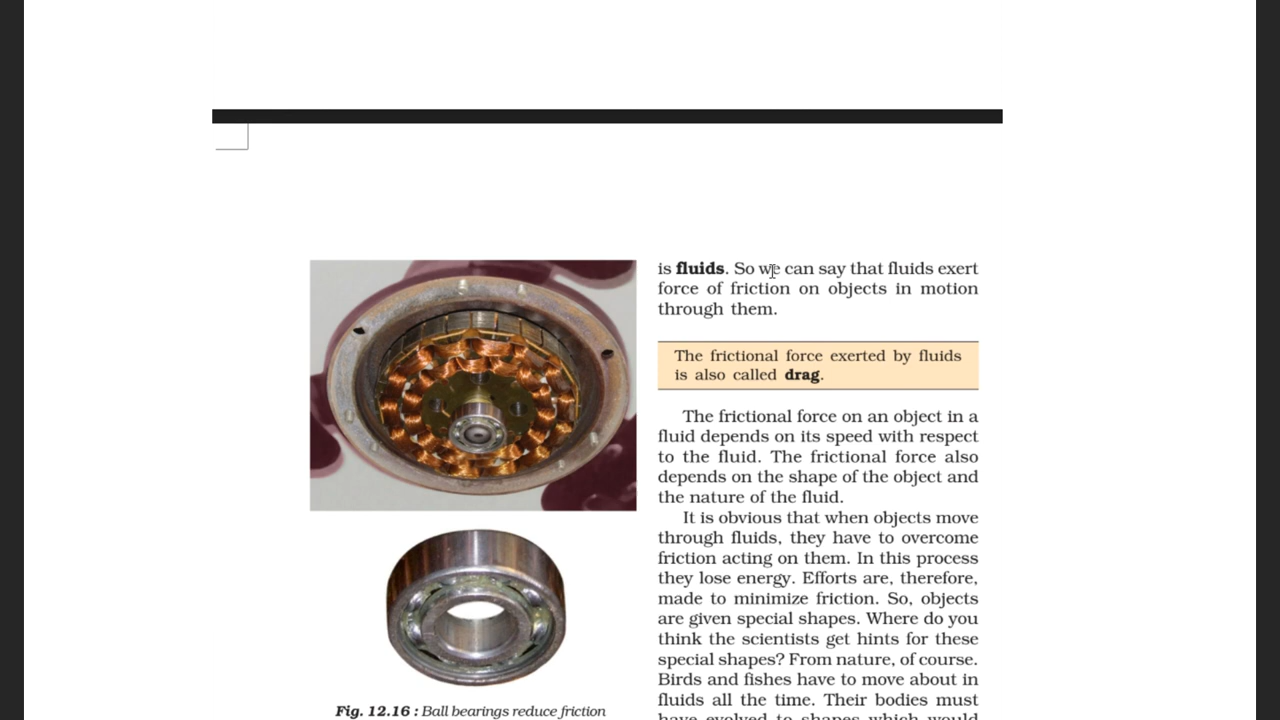 is fluids. So we can say that fluids exert
force of friction on objects in motion
through them.
The frictional force exerted by fluids
is also called drag.
The frictional force on an object in a
fluid depends on its speed with respect
to the fluid. The frictional force also
depends on the shape of the object and
the nature of the fluid.
It is obvious that when objects move
through fluids, they have to overcome
friction acting on them. In this process
they lose energy. Efforts are, therefore,
made to minimize friction. So, objects
are given special shapes. Where do you
think the scientists get hints for these
special shapes? From nature, of course.
Birds and fishes have to move about in
fluids all the time. Their bodies must
have evolved to shapes which would
Fig. 12.16 : Ball bearings reduce friction